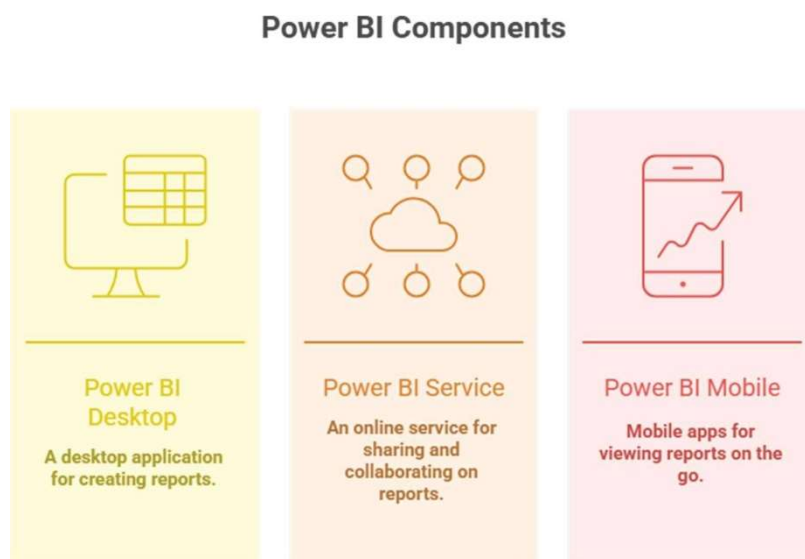 Power BI Components
Power BI
Desktop
A desktop application
for creating reports.
Power BI Service
An online service for
sharing and
collaborating on
reports.
Power BI Mobile
Mobile apps for
viewing reports on the
go.